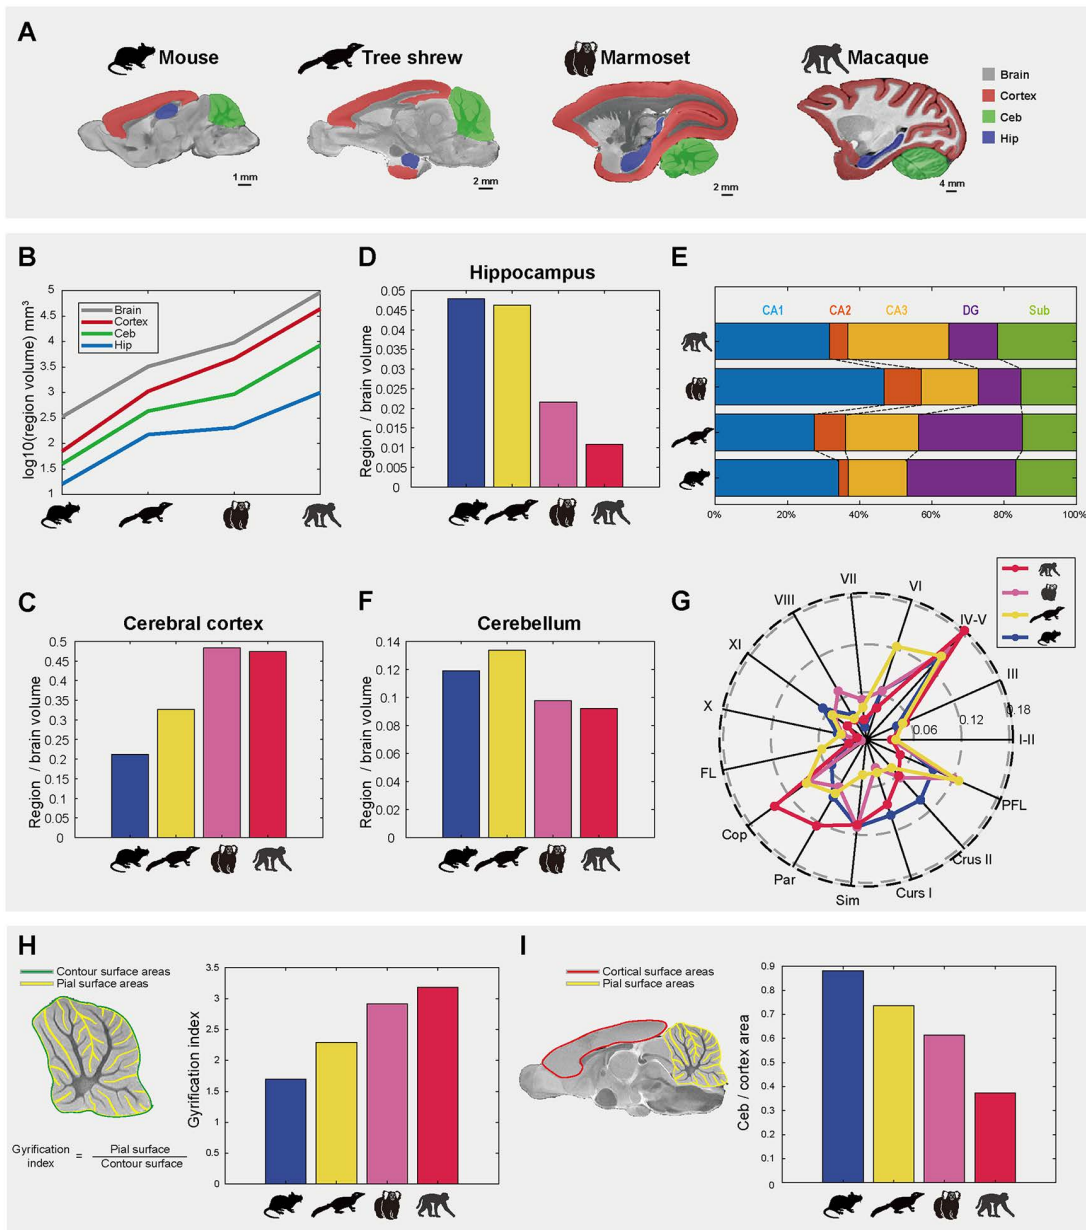 A
Mouse
Tree shrew
Marmoset
Macaque
Brain
Cortex
Ceb
Hip
1 mm
2 mm
2 mm
4 mm
B
log10(region volume) mm³
5
4.5
4
3.5
3
2.5
2
1.5
1
Brain
Cortex
Ceb
Hip
D
Hippocampus
Region / brain volume
0.05
0.045
0.04
0.035
0.03
0.025
0.02
0.015
0.01
0.005
0
E
CA1
CA2
CA3
DG
Sub
0%
20%
40%
60%
80%
100%
C
Cerebral cortex
Region / brain volume
0.5
0.45
0.4
0.35
0.3
0.25
0.2
0.15
0.1
0.05
0
F
Cerebellum
Region / brain volume
0.14
0.12
0.1
0.08
0.06
0.04
0.02
0
G
VII
VI
VIII
IV-V
XI
III
X
0.06
0.12
0.18
I-II
FL
PFL
Cop
Crus II
Par
Curs I
Sim
H
Contour surface areas
Pial surface areas
Gyrification index = Pial surface / Contour surface
Gyrification index
3.5
3
2.5
2
1.5
1
0.5
0
I
Cortical surface areas
Pial surface areas
Ceb / cortex area
0.9
0.8
0.7
0.6
0.5
0.4
0.3
0.2
0.1
0